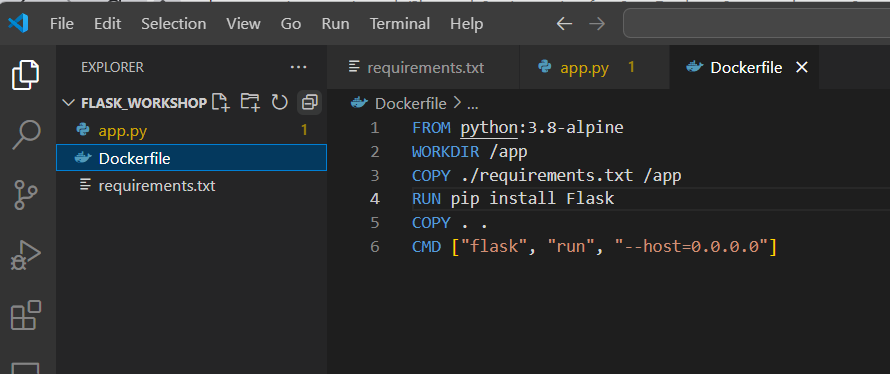 File Edit Selection View Go Run Terminal Help
EXPLORER
requirements.txt
app.py 1
Dockerfile
FLASK_WORKSHOP
app.py 1
Dockerfile
requirements.txt
Dockerfile > ...
1 FROM python:3.8-alpine
2 WORKDIR /app
3 COPY ./requirements.txt /app
4 RUN pip install Flask
5 COPY . .
6 CMD ["flask", "run", "--host=0.0.0.0"]